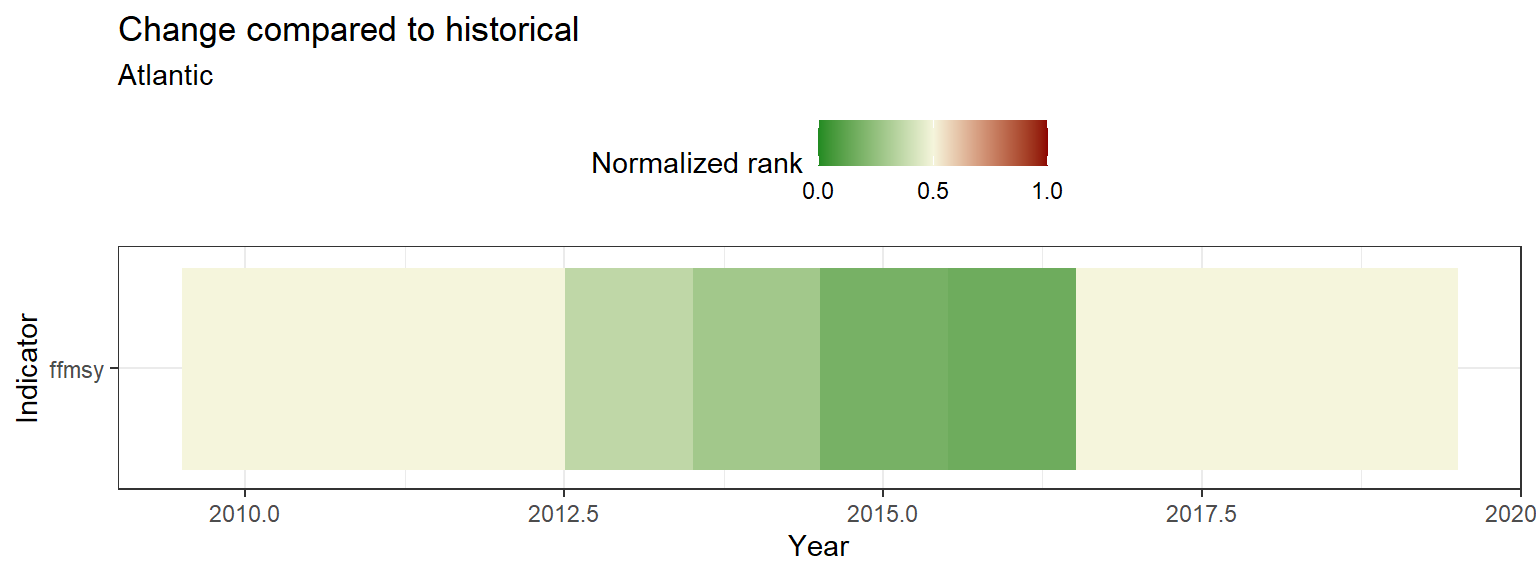 Change compared to historical
Atlantic
Normalized rank
0.0 0.5 1.0
Indicator
ffmsy
2010.0 2012.5 2015.0 2017.5 2020
Year